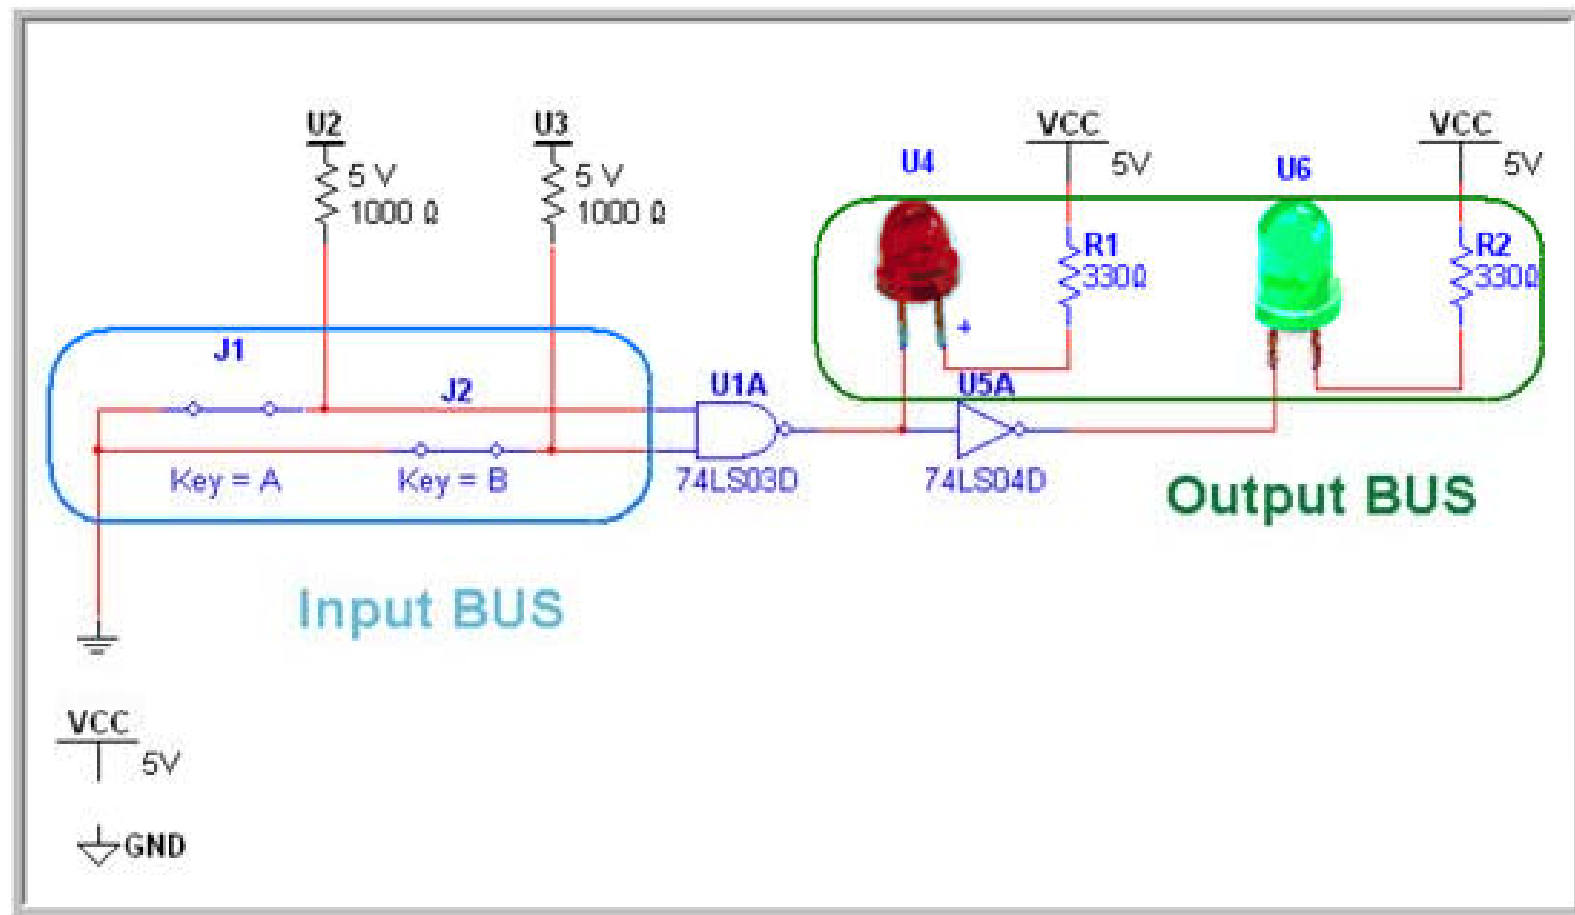 U2
5 V
1000 Ω
U3
5 V
1000 Ω
U4
VCC
5V
R1
330Ω
+
U6
VCC
5V
R2
330Ω
J1
Key = A
J2
Key = B
U1A
74LS03D
U5A
74LS04D
Output BUS
Input BUS
VCC
5V
GND